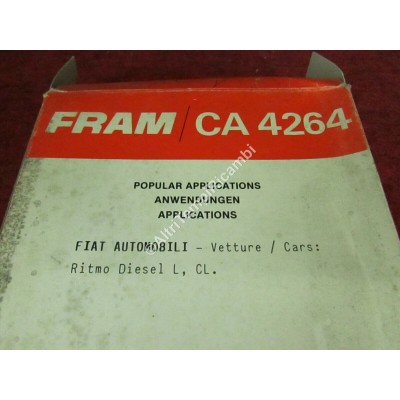 FRAM / CA 4264
POPULAR APPLICATIONS
ANWENDUNGEN
APPLICATIONS
FIAT AUTOMOBILI - Vetture / Cars:
Ritmo Diesel L, CL.